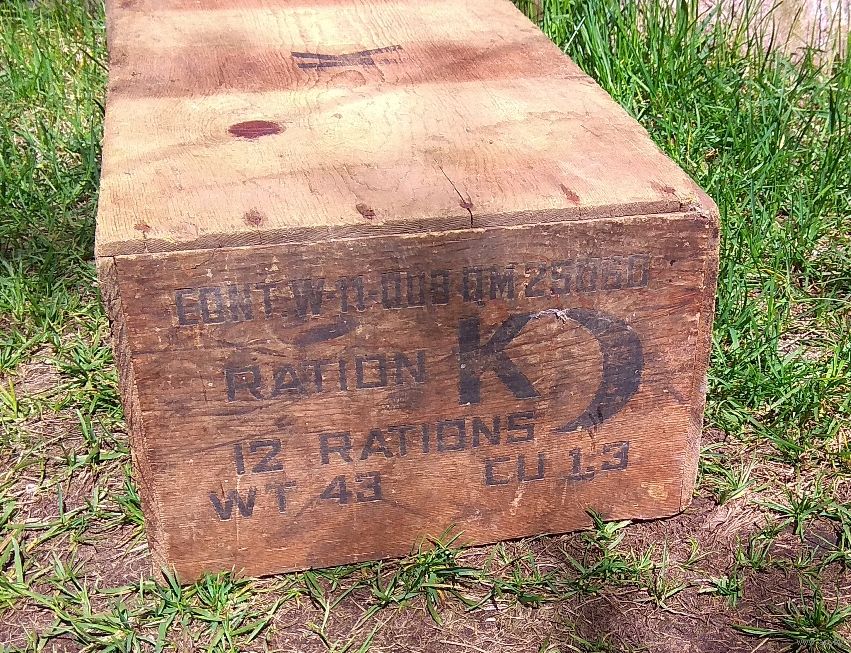 CONT. W-11-009 QM 25060
RATION K
12 RATIONS
WT 43 CU 1.3